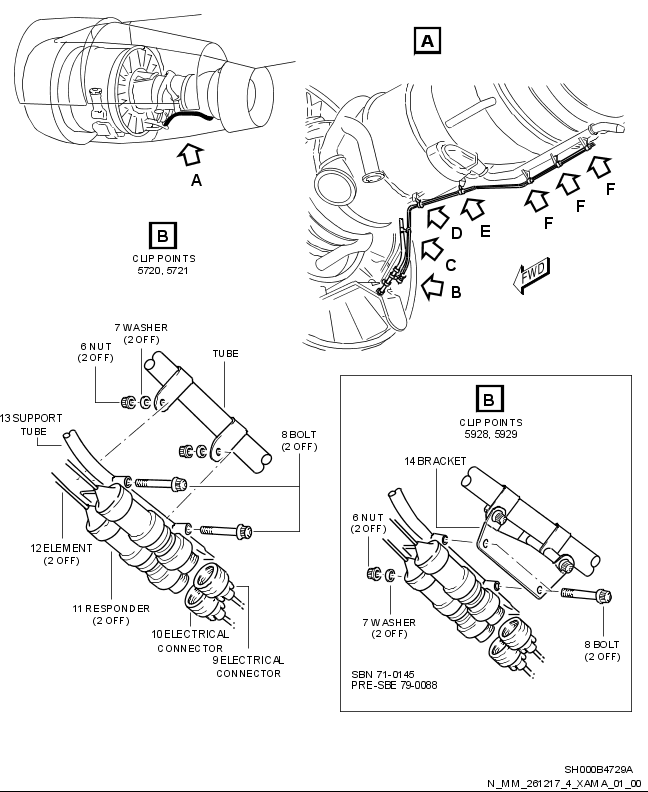 A
A
D
E
F
F
F
C
B
FWD
B
CLIP POINTS
5720, 5721
7 WASHER
(2 OFF)
6 NUT
(2 OFF)
TUBE
13 SUPPORT
TUBE
8 BOLT
(2 OFF)
12 ELEMENT
(2 OFF)
11 RESPONDER
(2 OFF)
10 ELECTRICAL
CONNECTOR
9 ELECTRICAL
CONNECTOR
B
CLIP POINTS
5928, 5929
14 BRACKET
6 NUT
(2 OFF)
7 WASHER
(2 OFF)
8 BOLT
(2 OFF)
SBN 71-0145
PRE-SBE 79-0088
SH000B4729A
N_MM_261217_4_XAMA_01_00